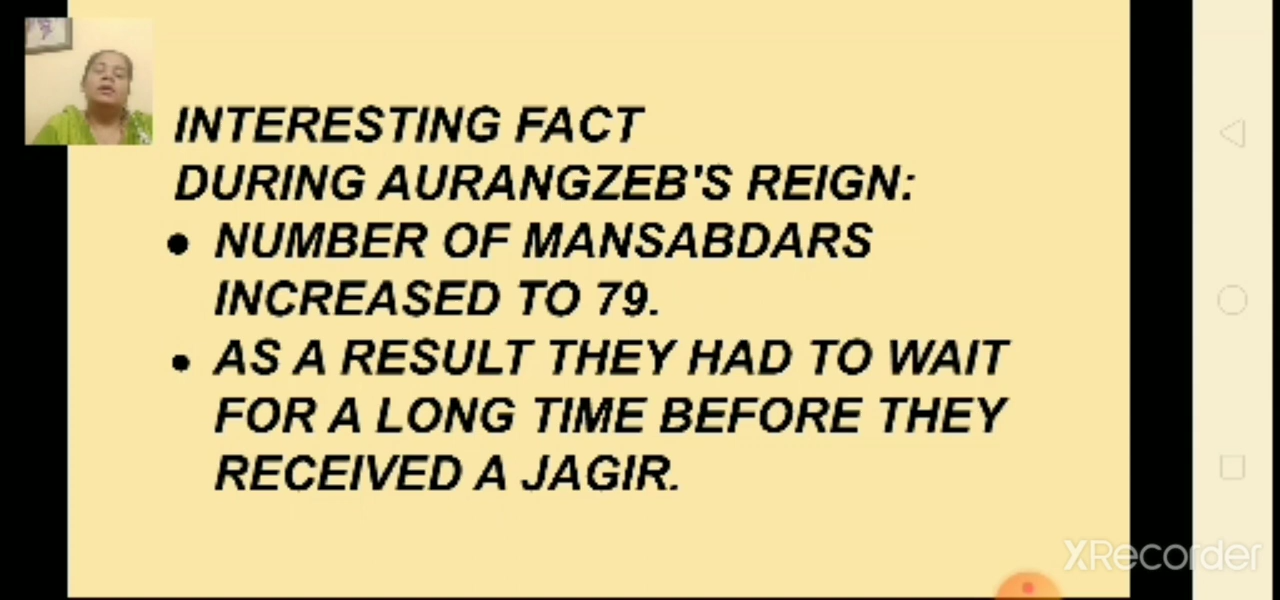 INTERESTING FACT
DURING AURANGZEB'S REIGN:
● NUMBER OF MANSABDARS
INCREASED TO 79.
● AS A RESULT THEY HAD TO WAIT
FOR A LONG TIME BEFORE THEY
RECEIVED A JAGIR.
XRecorder